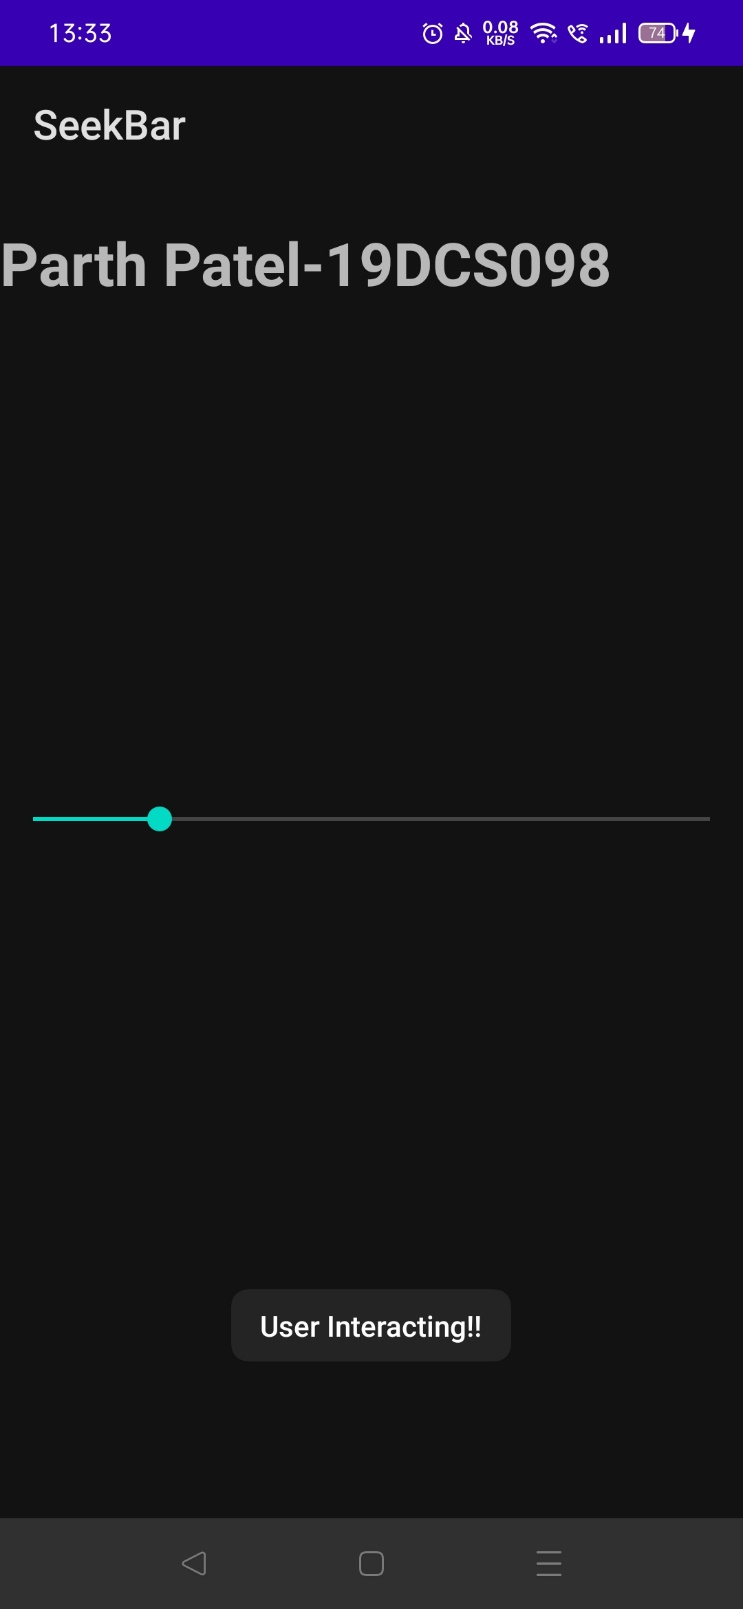 13:33
0.08
KB/S
74
SeekBar
Parth Patel-19DCS098
User Interacting!!